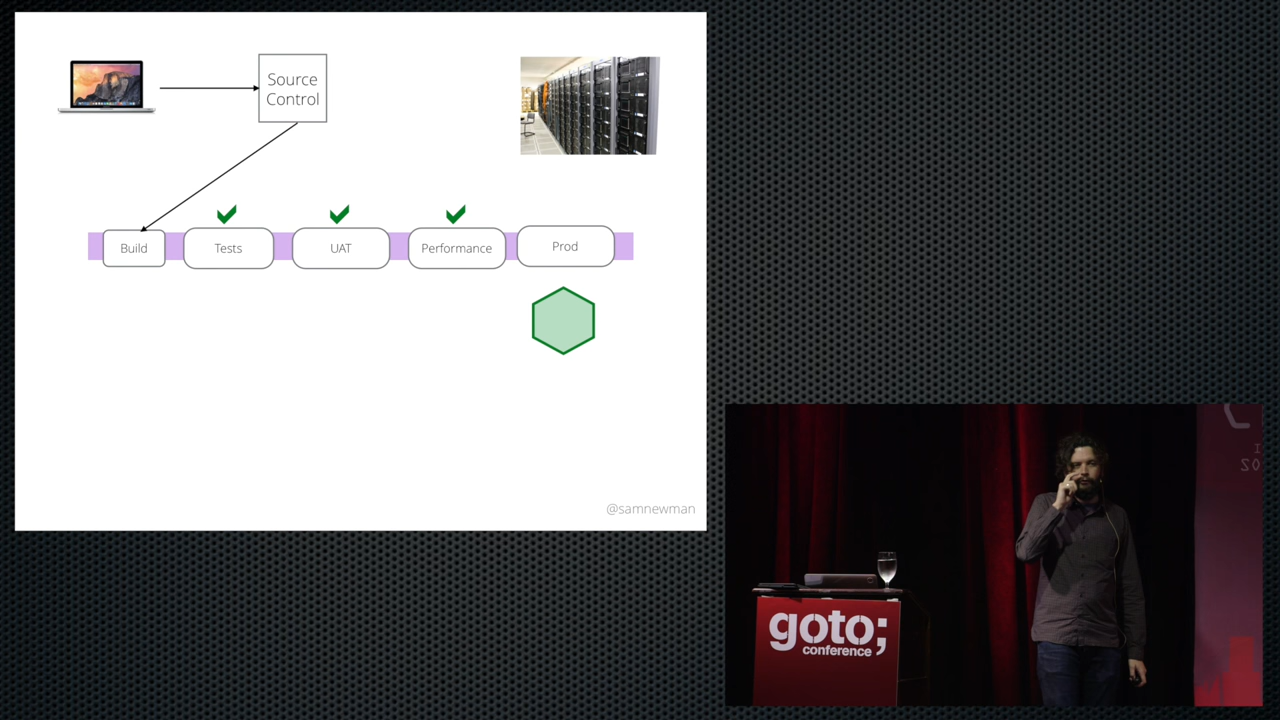 Source
Control
Build
Tests
UAT
Performance
Prod
@samnewman
goto;
conference